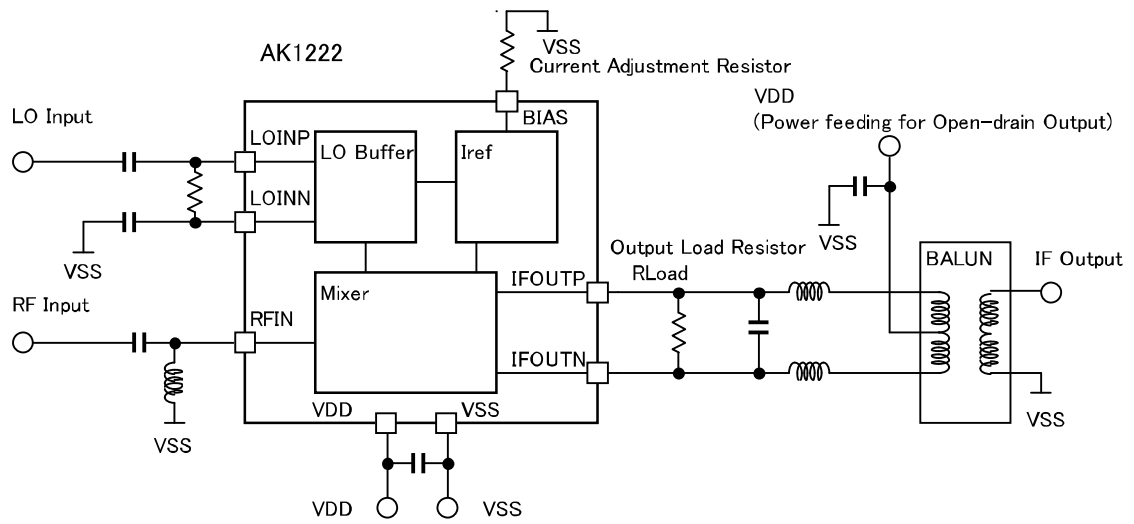 AK1222
VSS
Current Adjustment Resistor
VDD
(Power feeding for Open-drain Output)
LO Input
BIAS
LOINP
LO Buffer
Iref
LOINN
VSS
VSS
Output Load Resistor
RLoad
BALUN
IF Output
RF Input
Mixer
IFOUTP
RFIN
IFOUTN
VDD
VSS
VSS
VSS
VDD
VSS